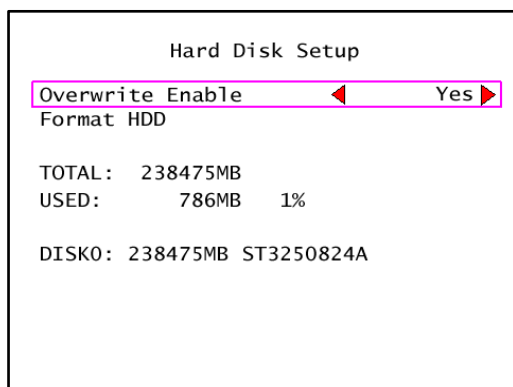 Hard Disk Setup
Overwrite Enable Yes
Format HDD
TOTAL: 238475MB
USED: 786MB 1%
DISK0: 238475MB ST3250824A